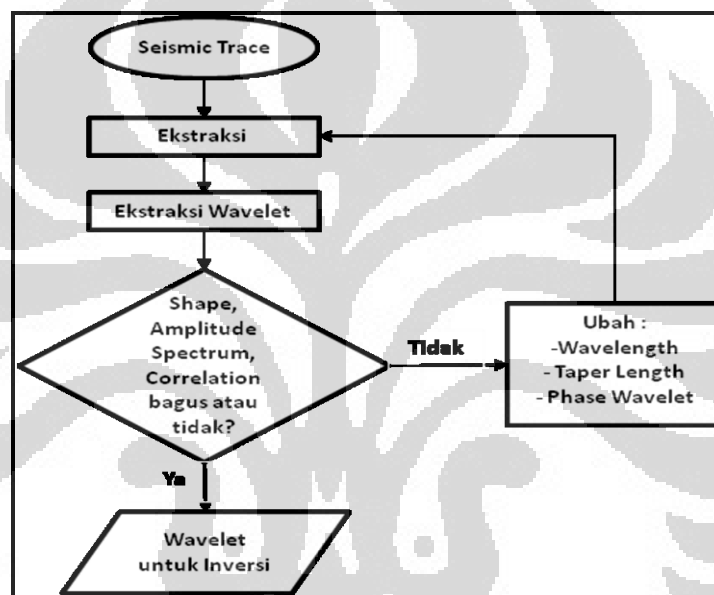 Seismic Trace
Ekstraksi
Ekstraksi Wavelet
Shape,
Amplitude
Spectrum,
Correlation
bagus atau
tidak?
Tidak
Ubah :
-Wavelength
- Taper Length
- Phase Wavelet
Ya
Wavelet
untuk Inversi